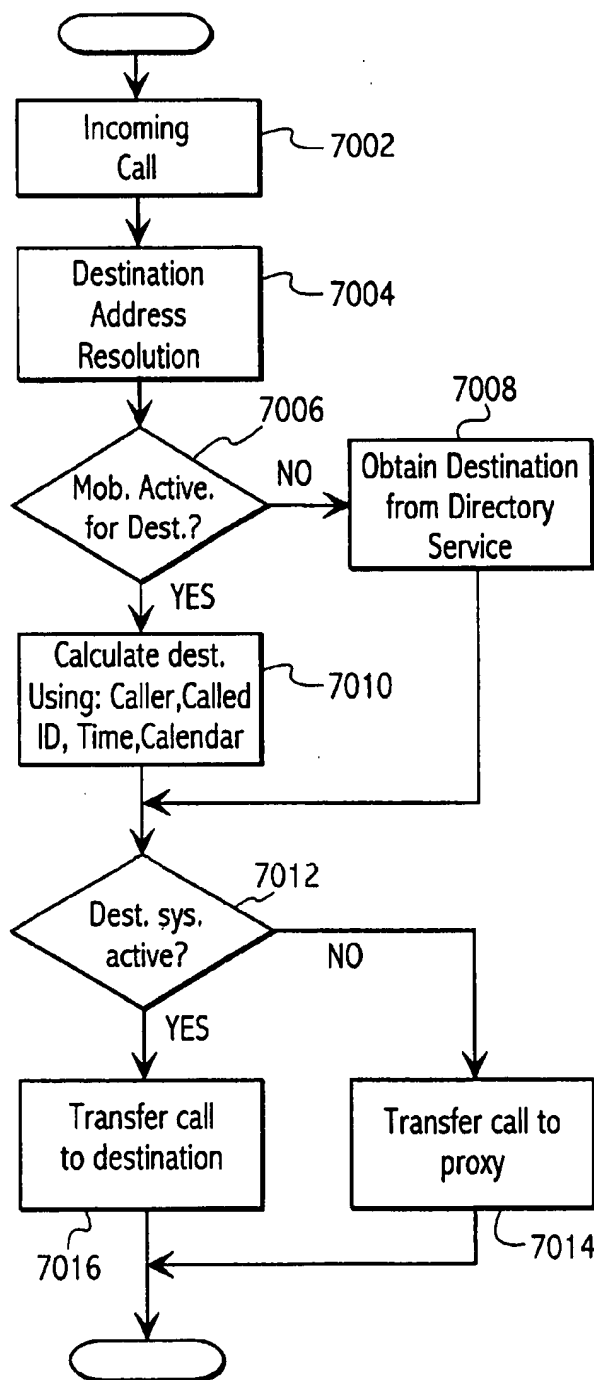 Incoming
Call
7002
Destination
Address
Resolution
7004
7006
Mob. Active.
for Dest.?
NO
YES
7008
Obtain Destination
from Directory
Service
Calculate dest.
Using: Caller,Called
ID, Time,Calendar
7010
7012
Dest. sys.
active?
NO
YES
Transfer call
to destination
7016
Transfer call to
proxy
7014